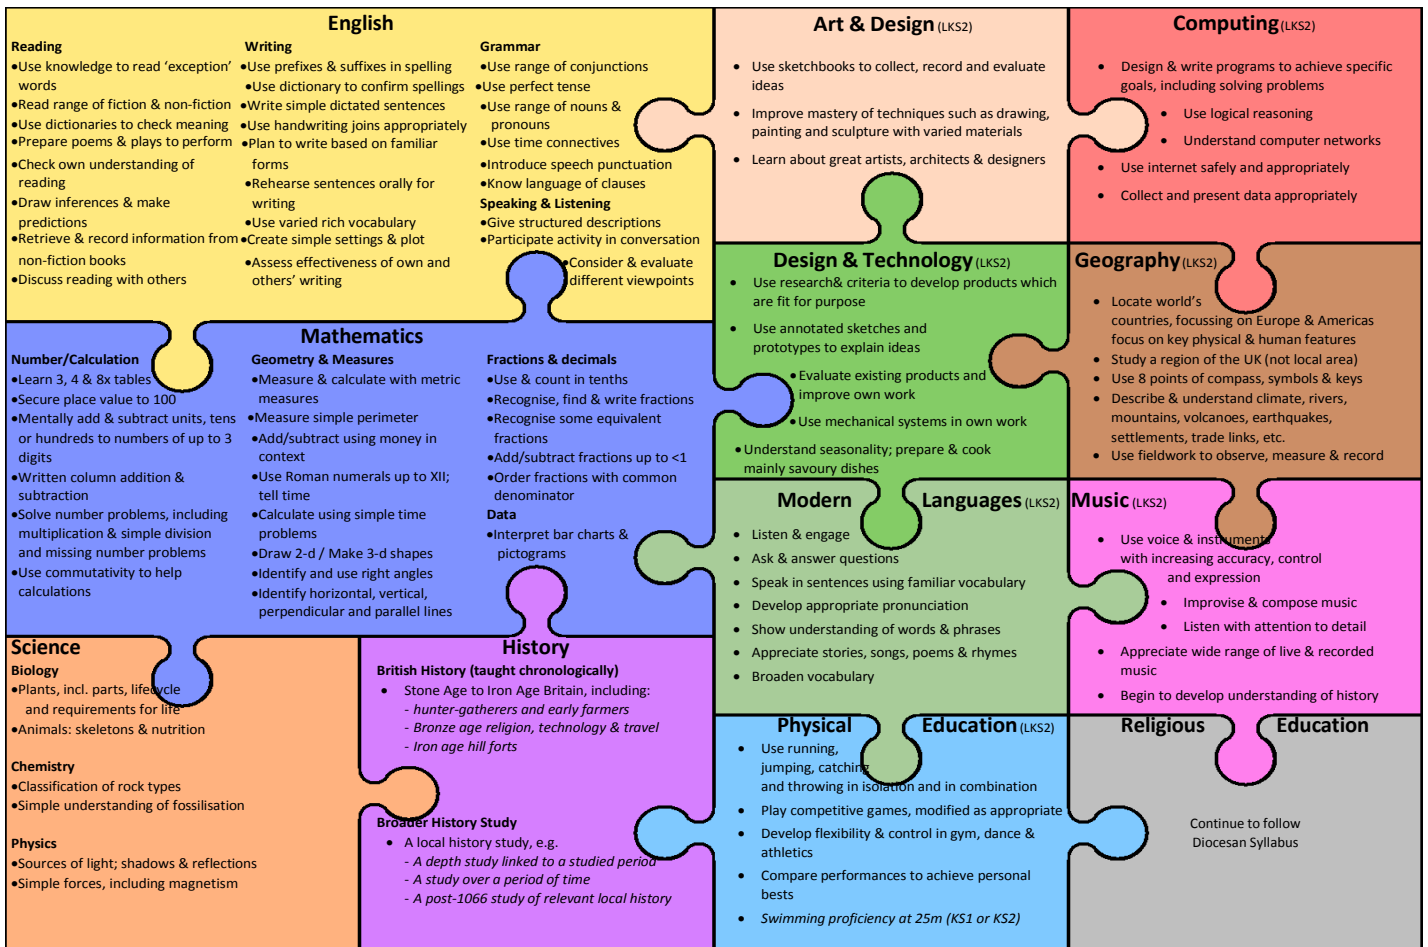 English
Reading
•Use knowledge to read ‘exception’
words
•Read range of fiction & non-fiction
•Use dictionaries to check meaning
•Prepare poems & plays to perform
•Check own understanding of
reading
•Draw inferences & make
predictions
•Retrieve & record information from
non-fiction books
•Discuss reading with others
Writing
•Use prefixes & suffixes in spelling
•Use dictionary to confirm spellings
•Write simple dictated sentences
•Use handwriting joins appropriately
•Plan to write based on familiar
forms
•Rehearse sentences orally for
writing
•Use varied rich vocabulary
•Create simple settings & plot
•Assess effectiveness of own and
others’ writing
Grammar
•Use range of conjunctions
•Use perfect tense
•Use range of nouns &
pronouns
•Use time connectives
•Introduce speech punctuation
•Know language of clauses
Speaking & Listening
•Give structured descriptions
•Participate activity in conversation
•Consider & evaluate
different viewpoints
Art & Design (LKS2)
• Use sketchbooks to collect, record and evaluate
ideas
• Improve mastery of techniques such as drawing,
painting and sculpture with varied materials
• Learn about great artists, architects & designers
Computing (LKS2)
• Design & write programs to achieve specific
goals, including solving problems
• Use logical reasoning
• Understand computer networks
• Use internet safely and appropriately
• Collect and present data appropriately
Mathematics
Number/Calculation
•Learn 3, 4 & 8x tables
•Secure place value to 100
•Mentally add & subtract units, tens
or hundreds to numbers of up to 3
digits
•Written column addition &
subtraction
•Solve number problems, including
multiplication & simple division
and missing number problems
•Use commutativity to help
calculations
Geometry & Measures
•Measure & calculate with metric
measures
•Measure simple perimeter
•Add/subtract using money in
context
•Use Roman numerals up to XII;
tell time
•Calculate using simple time
problems
•Draw 2-d / Make 3-d shapes
•Identify and use right angles
•Identify horizontal, vertical,
perpendicular and parallel lines
Fractions & decimals
•Use & count in tenths
•Recognise, find & write fractions
•Recognise some equivalent
fractions
•Add/subtract fractions up to <1
•Order fractions with common
denominator
Data
•Interpret bar charts &
pictograms
Design & Technology (LKS2)
• Use research& criteria to develop products which
are fit for purpose
• Use annotated sketches and
prototypes to explain ideas
•Evaluate existing products and
improve own work
•Use mechanical systems in own work
•Understand seasonality; prepare & cook
mainly savoury dishes
Geography (LKS2)
• Locate world’s
countries, focussing on Europe & Americas
focus on key physical & human features
• Study a region of the UK (not local area)
• Use 8 points of compass, symbols & keys
• Describe & understand climate, rivers,
mountains, volcanoes, earthquakes,
settlements, trade links, etc.
• Use fieldwork to observe, measure & record
Modern Languages (LKS2)
• Listen & engage
• Ask & answer questions
• Speak in sentences using familiar vocabulary
• Develop appropriate pronunciation
• Show understanding of words & phrases
• Appreciate stories, songs, poems & rhymes
• Broaden vocabulary
Music (LKS2)
• Use voice & instruments
with increasing accuracy, control
and expression
• Improvise & compose music
• Listen with attention to detail
• Appreciate wide range of live & recorded
music
• Begin to develop understanding of history
Science
Biology
•Plants, incl. parts, lifecycle
and requirements for life
•Animals: skeletons & nutrition
Chemistry
•Classification of rock types
•Simple understanding of fossilisation
Physics
•Sources of light; shadows & reflections
•Simple forces, including magnetism
History
British History (taught chronologically)
• Stone Age to Iron Age Britain, including:
- hunter-gatherers and early farmers
- Bronze age religion, technology & travel
- Iron age hill forts
Broader History Study
• A local history study, e.g.
- A depth study linked to a studied period
- A study over a period of time
- A post-1066 study of relevant local history
Physical Education (LKS2)
• Use running,
jumping, catching
and throwing in isolation and in combination
• Play competitive games, modified as appropriate
• Develop flexibility & control in gym, dance &
athletics
• Compare performances to achieve personal
bests
• Swimming proficiency at 25m (KS1 or KS2)
Religious Education
Continue to follow
Diocesan Syllabus